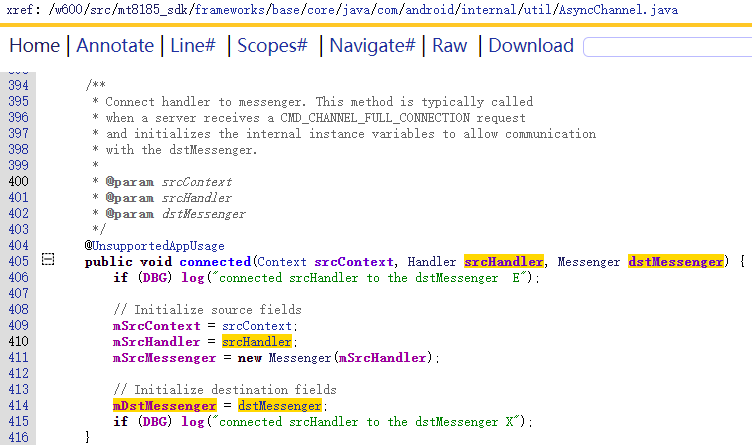 xref: /w600/src/mt8185_sdk/frameworks/base/core/java/com/android/internal/util/AsyncChannel.java
Home | Annotate | Line# | Scopes# | Navigate# | Raw | Download
394 /**
395 * Connect handler to messenger. This method is typically called
396 * when a server receives a CMD_CHANNEL_FULL_CONNECTION request
397 * and initializes the internal instance variables to allow communication
398 * with the dstMessenger.
399 *
400 * @param srcContext
401 * @param srcHandler
402 * @param dstMessenger
403 */
404 @UnsupportedAppUsage
405 public void connected(Context srcContext, Handler srcHandler, Messenger dstMessenger) {
406 if (DBG) log("connected srcHandler to the dstMessenger  E");
407
408 // Initialize source fields
409 mSrcContext = srcContext;
410 mSrcHandler = srcHandler;
411 mSrcMessenger = new Messenger(mSrcHandler);
412
413 // Initialize destination fields
414 mDstMessenger = dstMessenger;
415 if (DBG) log("connected srcHandler to the dstMessenger X");
416 }